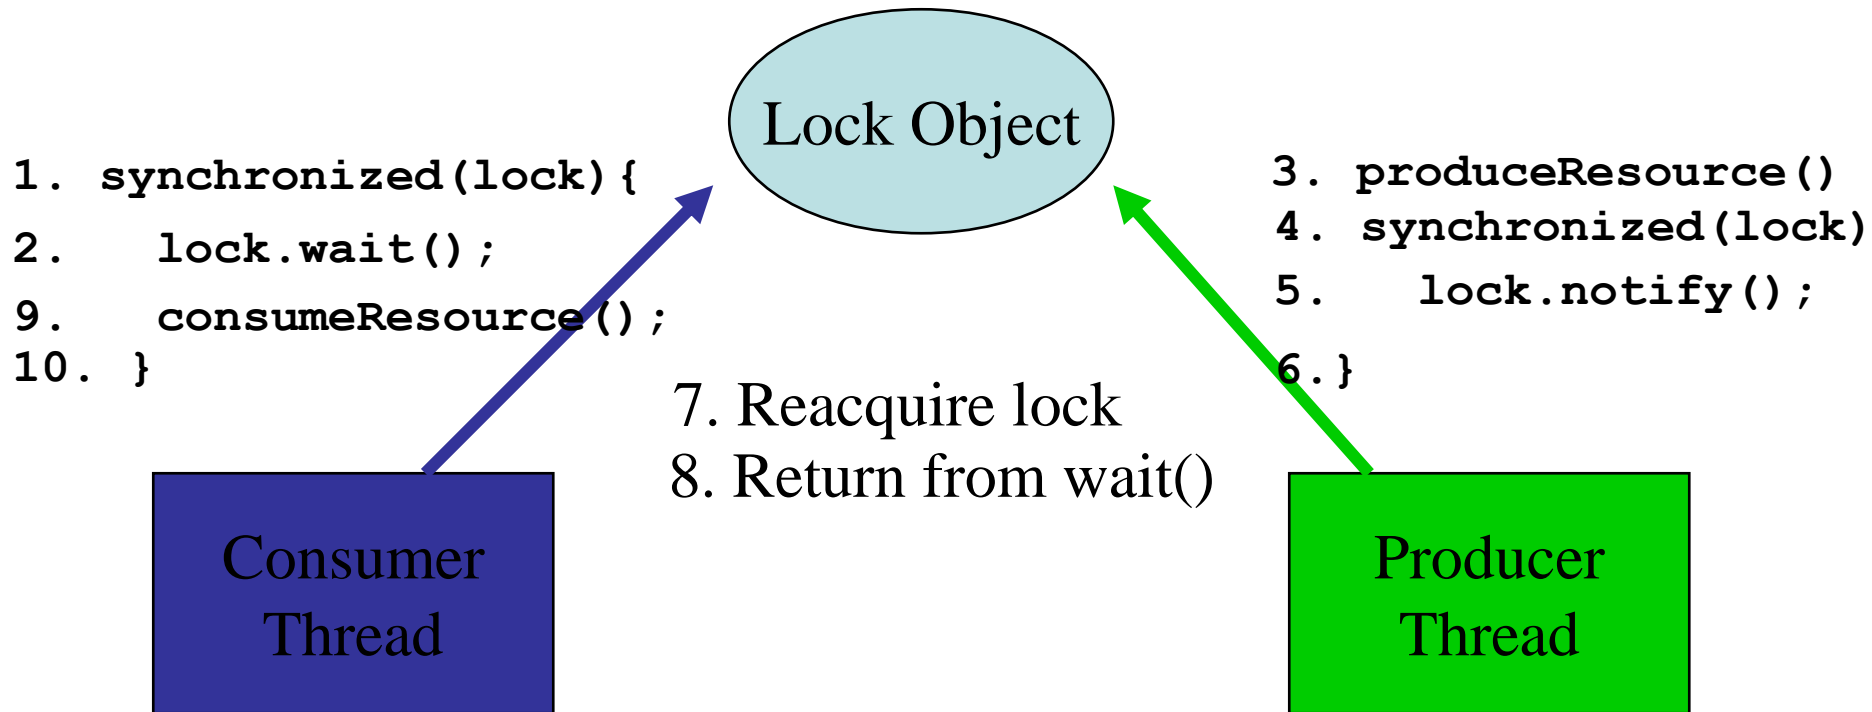 Lock Object
1. synchronized(lock){
2. lock.wait();
9. consumeResource();
10. }
3. produceResource()
4. synchronized(lock)
5. lock.notify();
6.}
7. Reacquire lock
8. Return from wait()
Consumer
Thread
Producer
Thread